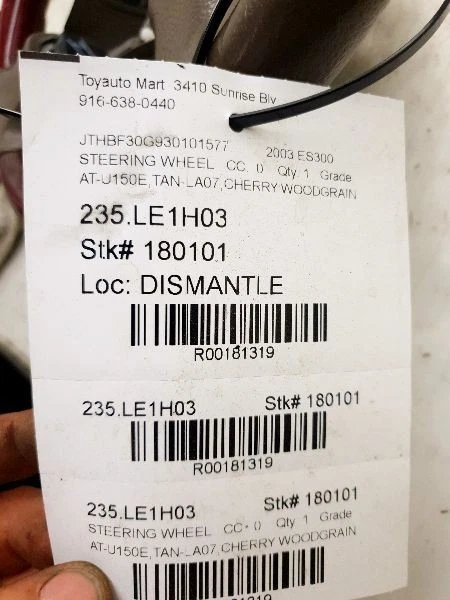 Toyauto Mart 3410 Sunrise Blv
916-638-0440
JTHBF30G930101577 2003 ES300
STEERING WHEEL CC: 0 Qty 1 Grade
AT-U150E,TAN-LA07,CHERRY WOODGRAIN
235.LE1H03
Stk# 180101
Loc: DISMANTLE
R00181319
235.LE1H03 Stk# 180101
R00181319
235.LE1H03 Stk# 180101
STEERING WHEEL CC: 0 Qty 1 Grade
AT-U150E,TAN-LA07,CHERRY WOODGRAIN